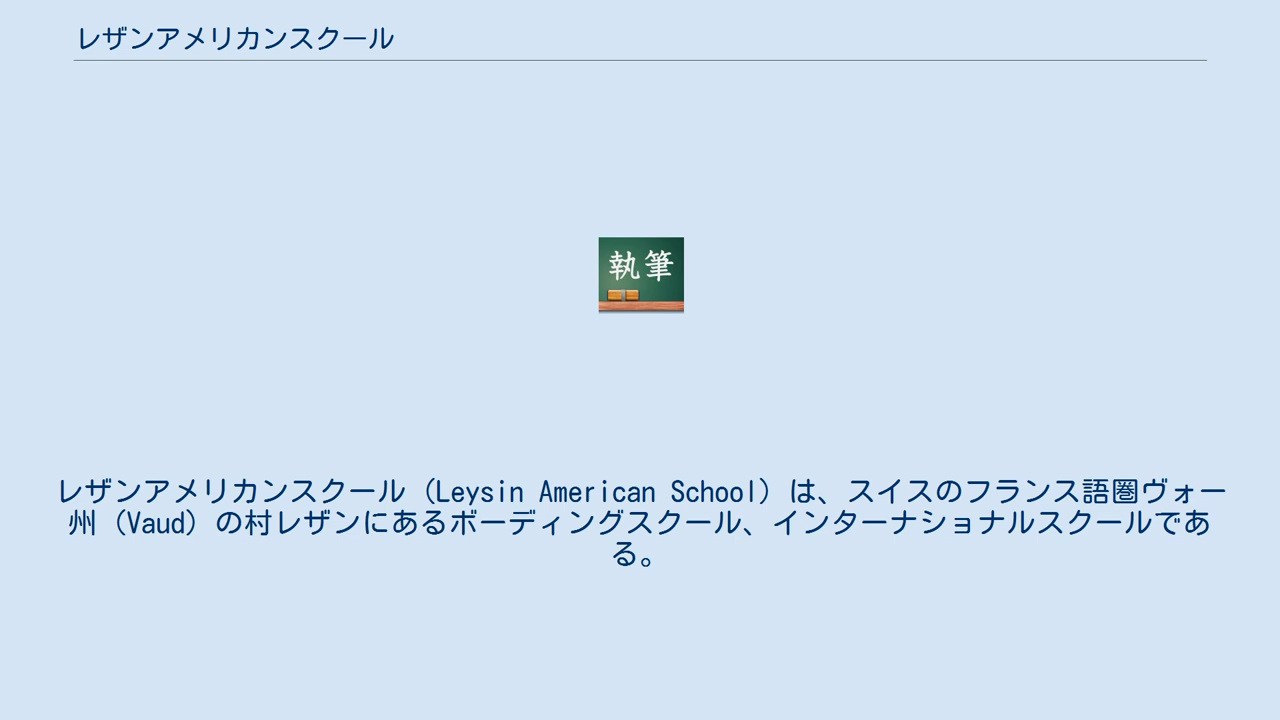 レザンアメリカンスクール
執筆
レザンアメリカンスクール（Leysin American School）は、スイスのフランス語圏ヴォー
州（Vaud）の村レザンにあるボーディングスクール、インターナショナルスクールであ
る。